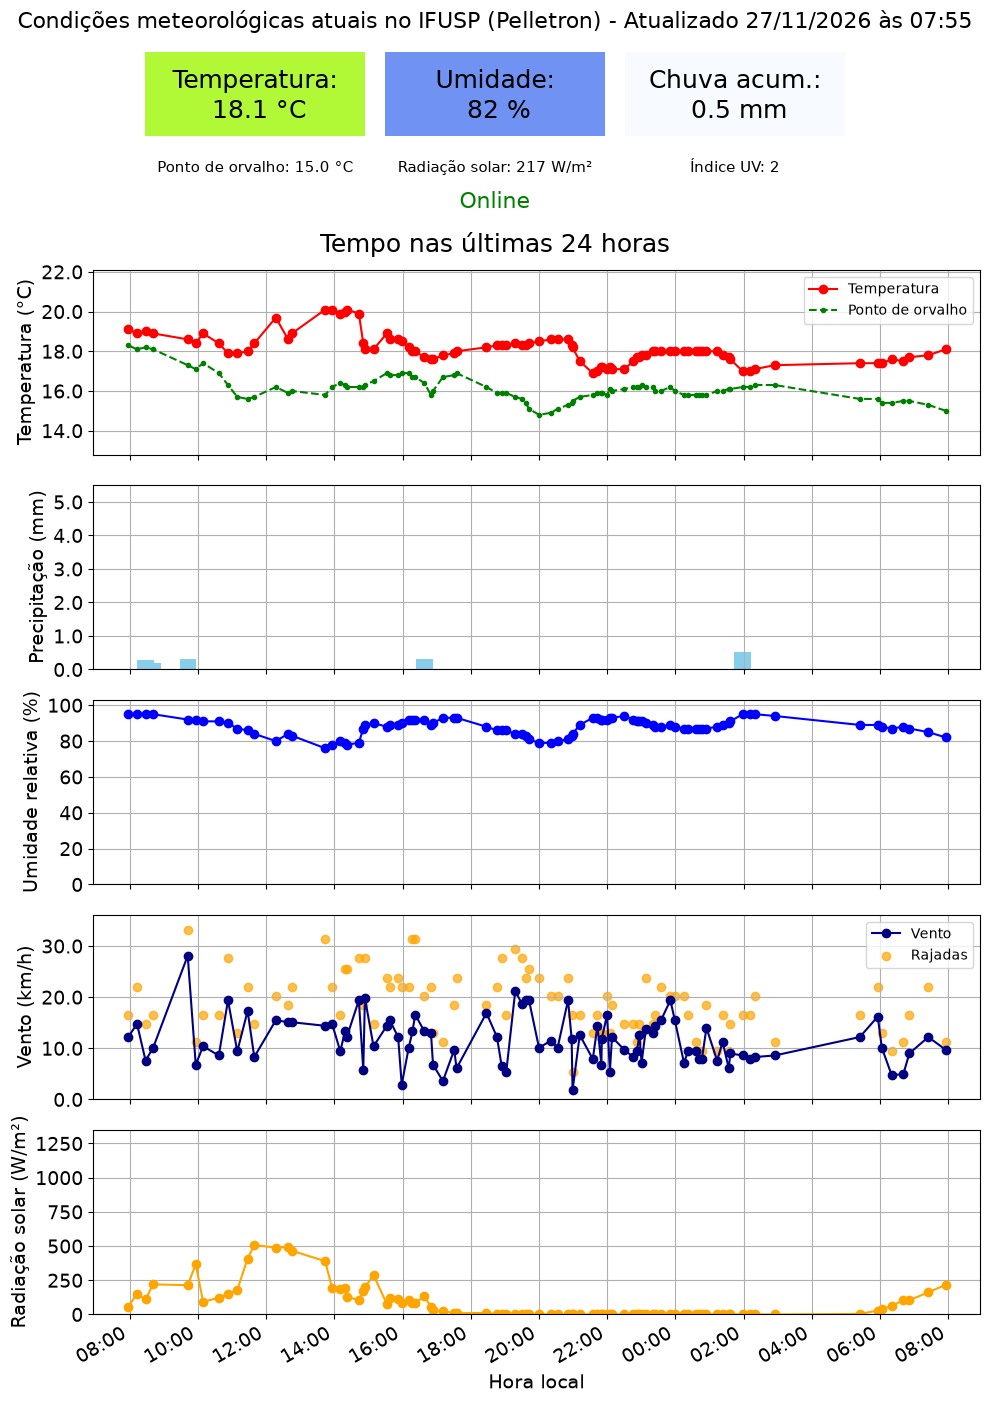 Condições meteorológicas atuais no IFUSP (Pelletron) - Atualizado 27/11/2026 às 07:55
Temperatura:
18.1 °C
Umidade:
82 %
Chuva acum.:
0.5 mm
Ponto de orvalho: 15.0 °C
Radiação solar: 217 W/m²
Índice UV: 2
Online
Tempo nas últimas 24 horas
Temperatura (°C)
22.0
20.0
18.0
16.0
14.0
Temperatura
Ponto de orvalho
Precipitação (mm)
5.0
4.0
3.0
2.0
1.0
0.0
Umidade relativa (%)
100
80
60
40
20
0
Vento (km/h)
30.0
20.0
10.0
0.0
Vento
Rajadas
Radiação solar (W/m²)
1250
1000
750
500
250
0
08:00
10:00
12:00
14:00
16:00
18:00
20:00
22:00
00:00
02:00
04:00
06:00
08:00
Hora local